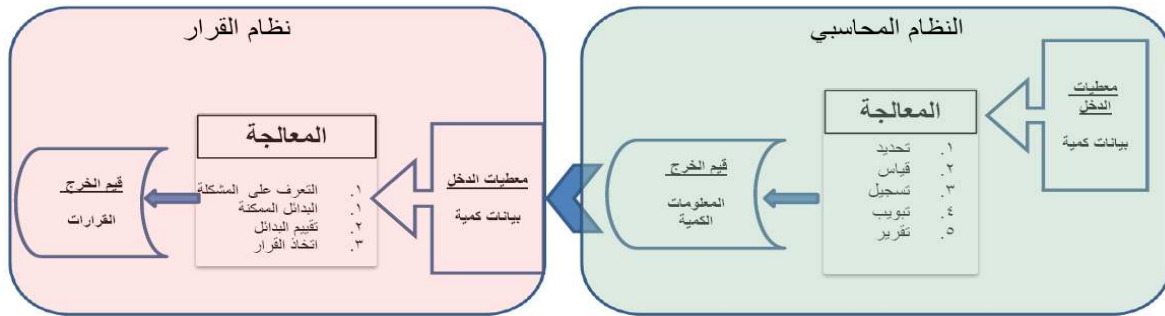 النظام المحاسبي
معطيات
الدخل
بيانات كمية
المعالجة
١. تحديد
٢. قياس
٣. تسجيل
٤. تبويب
٥. تقرير
قيم الخرج
المعلومات
الكمية
نظام القرار
معطيات الدخل
بيانات كمية
المعالجة
١. التعرف على المشكلة
١. البدائل الممكنة
٢. تقييم البدائل
٣. اتخاذ القرار
قيم الخرج
القرارات